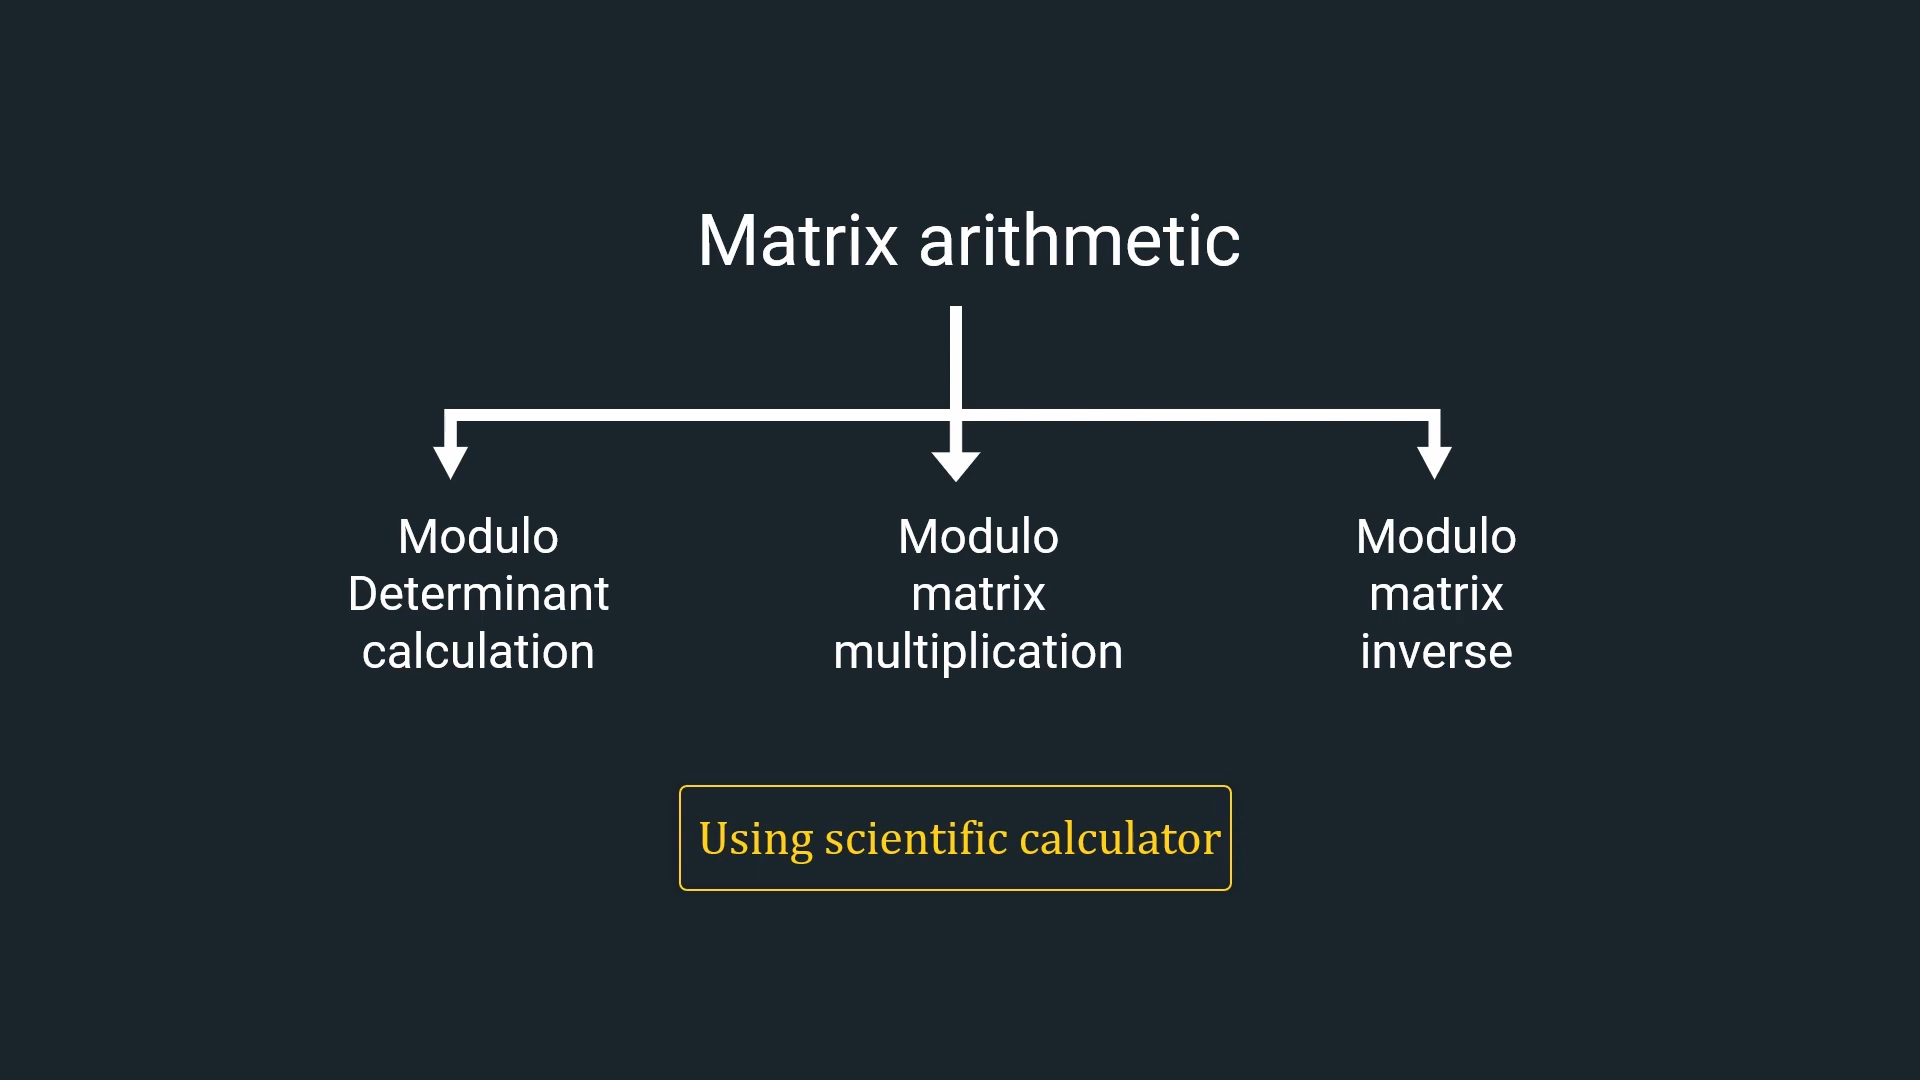 Matrix arithmetic
Modulo
Determinant
calculation
Modulo
matrix
multiplication
Modulo
matrix
inverse
Using scientific calculator